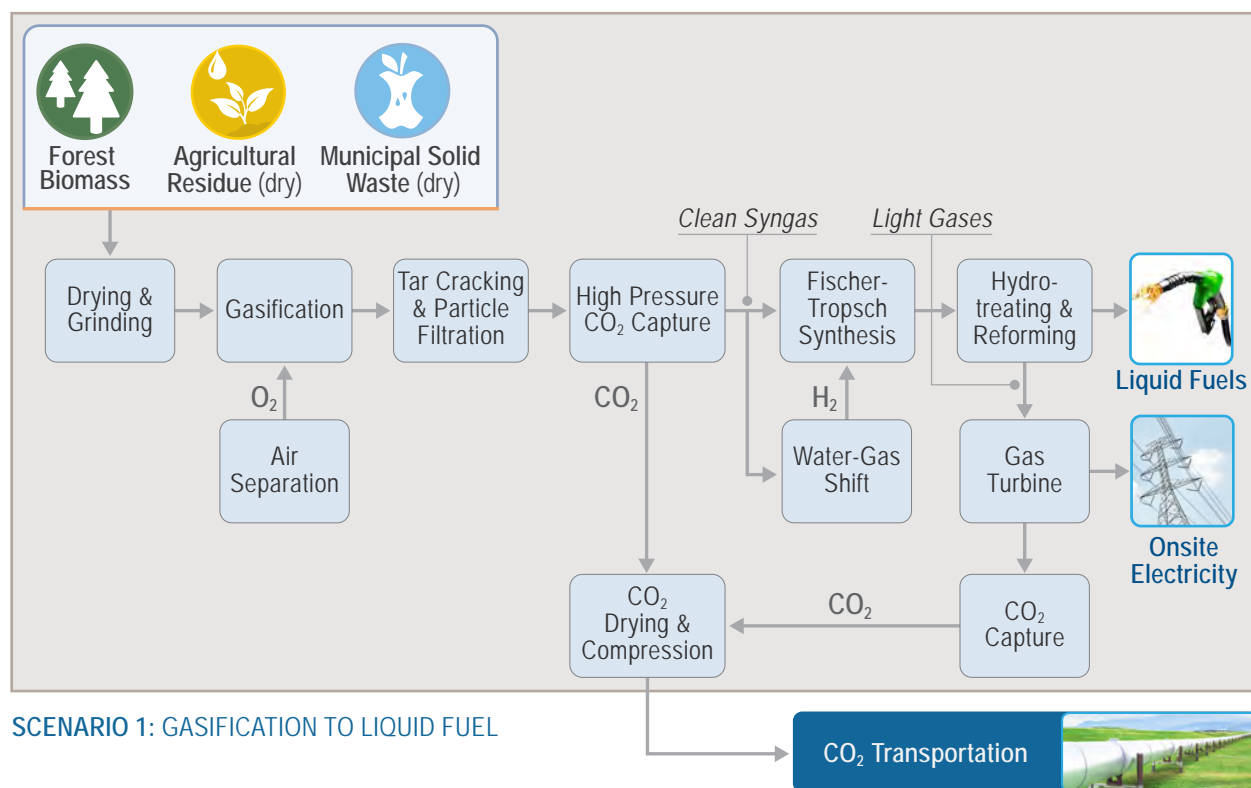 Forest
Biomass
Agricultural
Residue (dry)
Municipal Solid
Waste (dry)
Clean Syngas
Light Gases
Drying &
Grinding
Gasification
Tar Cracking
& Particle
Filtration
High Pressure
CO₂ Capture
Fischer-
Tropsch
Synthesis
Hydro-
treating &
Reforming
Liquid Fuels
O₂
CO₂
H₂
Air
Separation
Water-Gas
Shift
Gas
Turbine
Onsite
Electricity
CO₂
Drying &
Compression
CO₂
CO₂
Capture
SCENARIO 1: GASIFICATION TO LIQUID FUEL
CO₂ Transportation